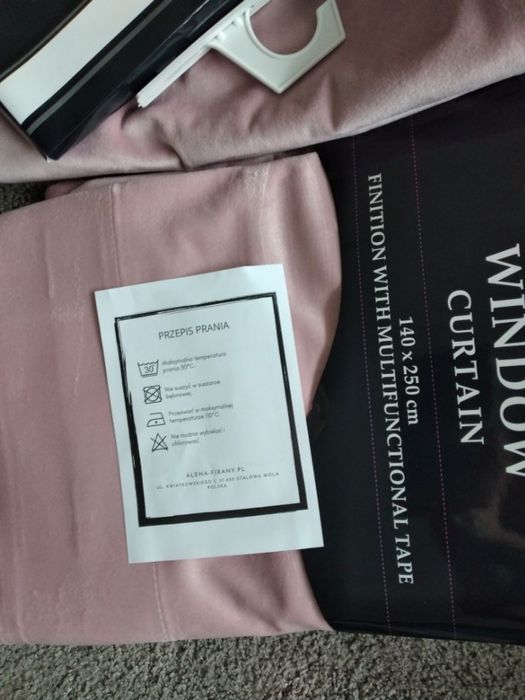 PRZEPIS PRANIA
30
Maksymalna temperatura
prania 30°C.
Nie suszyć w suszarce
bębnowej.
Prasować w maksymalnej
temperaturze 110°C.
Nie można wybielać i
chlorować.
ALENA-FIRANY.PL
UL. KWIATKOWSKIEGO 1, 37-450 STALOWA WOLA
POLSKA
WINDOW
CURTAIN
140 x 250 cm
FINITION WITH MULTIFUNCTIONAL TAPE